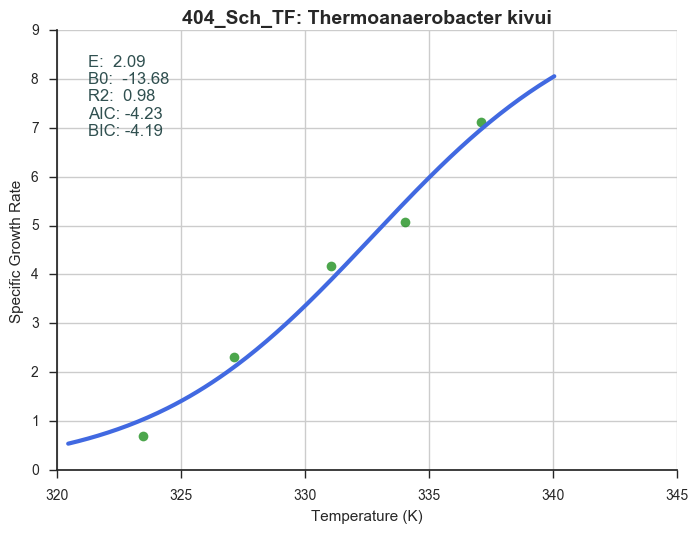 404_Sch_TF: Thermoanaerobacter kivui
E:  2.09
B0:  -13.68
R2:  0.98
AIC: -4.23
BIC: -4.19
Specific Growth Rate
9
8
7
6
5
4
3
2
1
0
320 325 330 335 340 345
Temperature (K)